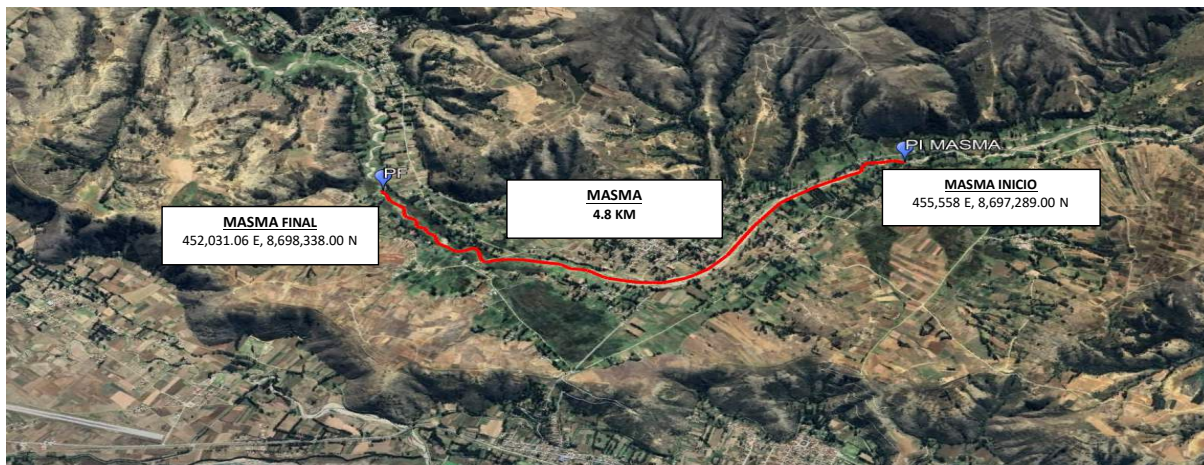 PI MASMA
PF
MASMA
4.8 KM
MASMA INICIO
455,558 E, 8,697,289.00 N
MASMA FINAL
452,031.06 E, 8,698,338.00 N